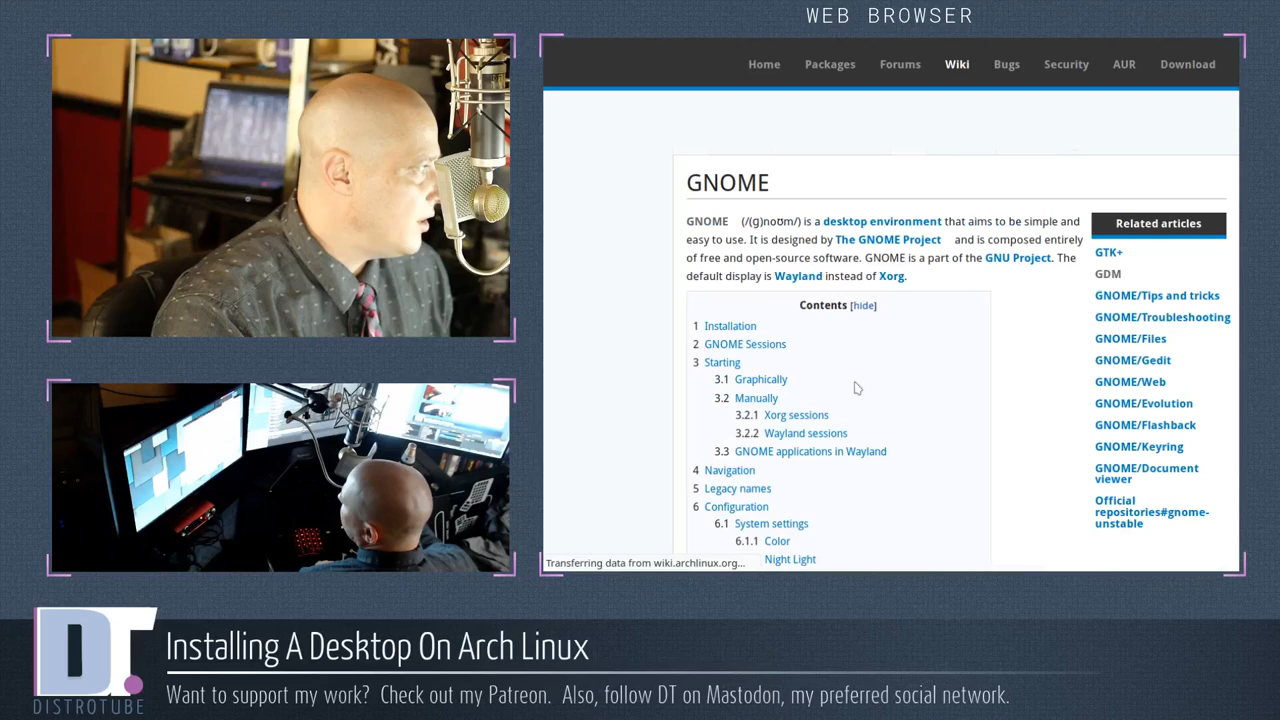 WEB BROWSER
Home Packages Forums Wiki Bugs Security AUR Download
GNOME
GNOME (/(ɡ)noʊm/) is a desktop environment that aims to be simple and
easy to use. It is designed by The GNOME Project and is composed entirely
of free and open-source software. GNOME is a part of the GNU Project. The
default display is Wayland instead of Xorg.
Contents [hide]
1 Installation
2 GNOME Sessions
3 Starting
3.1 Graphically
3.2 Manually
3.2.1 Xorg sessions
3.2.2 Wayland sessions
3.3 GNOME applications in Wayland
4 Navigation
5 Legacy names
6 Configuration
6.1 System settings
6.1.1 Color
Night Light
Related articles
GTK+
GDM
GNOME/Tips and tricks
GNOME/Troubleshooting
GNOME/Files
GNOME/Gedit
GNOME/Web
GNOME/Evolution
GNOME/Flashback
GNOME/Keyring
GNOME/Document
viewer
Official
repositories#gnome-
unstable
Transferring data from wiki.archlinux.org...
DT
DISTROTUBE
Installing A Desktop On Arch Linux
Want to support my work? Check out my Patreon. Also, follow DT on Mastodon, my preferred social network.